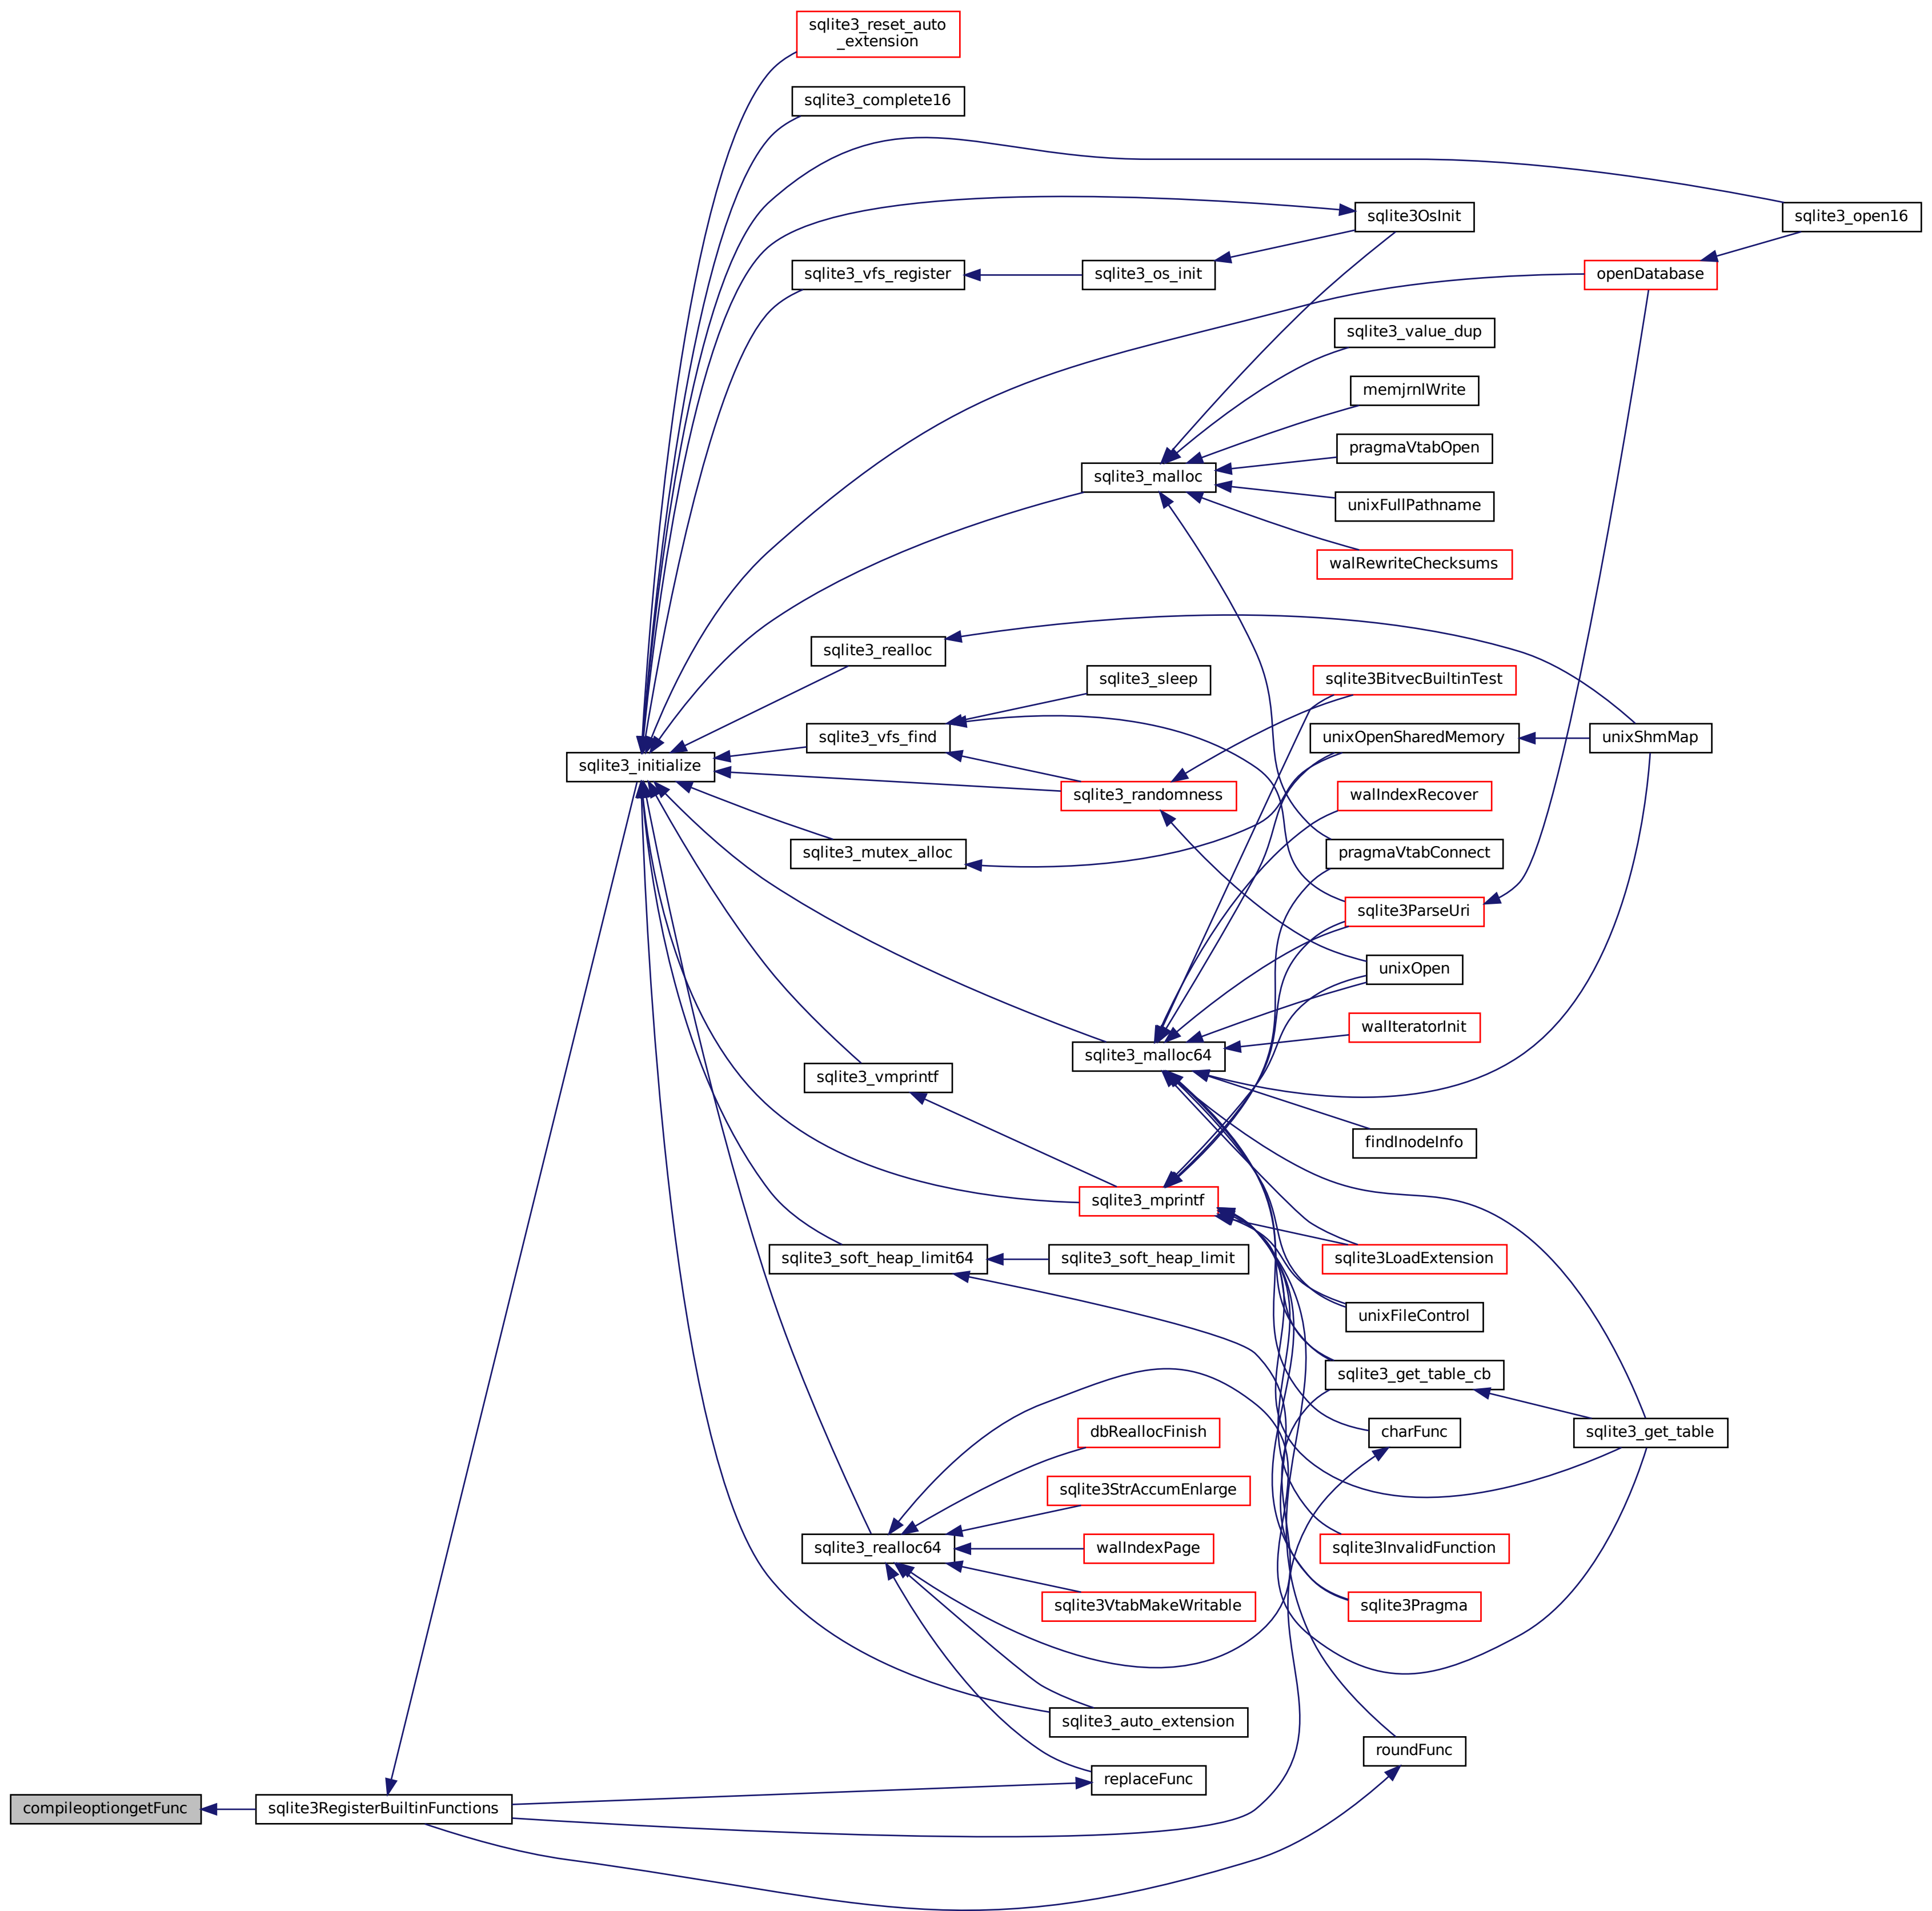 sqlite3_reset_auto
_extension
sqlite3_complete16
sqlite3OsInit
sqlite3_open16
sqlite3_vfs_register
sqlite3_os_init
openDatabase
sqlite3_value_dup
memjrnlWrite
pragmaVtabOpen
sqlite3_malloc
unixFullPathname
walRewriteChecksums
sqlite3_realloc
sqlite3_sleep
sqlite3BitvecBuiltinTest
sqlite3_vfs_find
unixOpenSharedMemory
unixShmMap
sqlite3_initialize
sqlite3_randomness
walIndexRecover
sqlite3_mutex_alloc
pragmaVtabConnect
sqlite3ParseUri
unixOpen
walIteratorInit
sqlite3_malloc64
sqlite3_vmprintf
findInodeInfo
sqlite3_mprintf
sqlite3_soft_heap_limit64
sqlite3_soft_heap_limit
sqlite3LoadExtension
unixFileControl
sqlite3_get_table_cb
dbReallocFinish
charFunc
sqlite3_get_table
sqlite3StrAccumEnlarge
sqlite3_realloc64
walIndexPage
sqlite3InvalidFunction
sqlite3VtabMakeWritable
sqlite3Pragma
sqlite3_auto_extension
roundFunc
replaceFunc
compileoptiongetFunc
sqlite3RegisterBuiltinFunctions